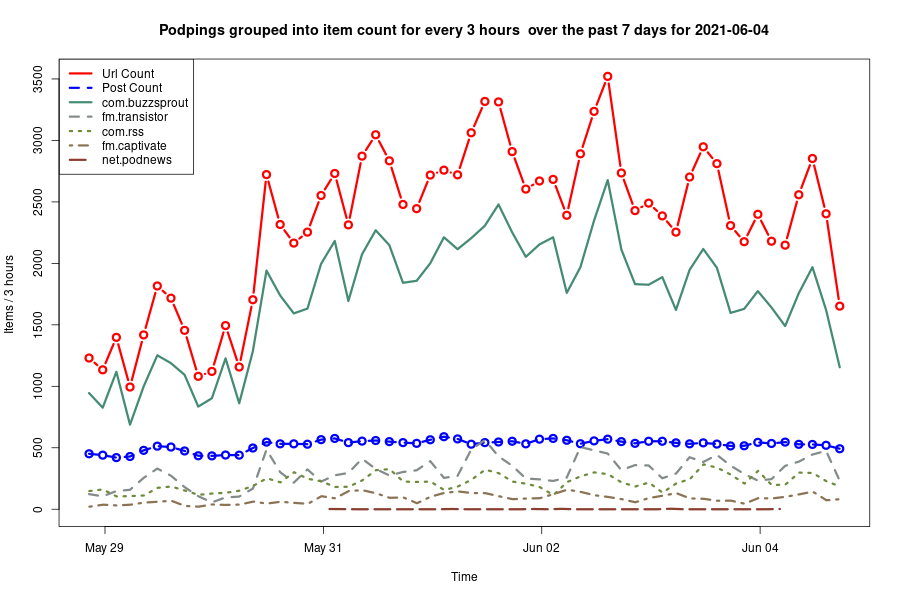 Podpings grouped into item count for every 3 hours  over the past 7 days for 2021-06-04
Url Count
Post Count
com.buzzsprout
fm.transistor
com.rss
fm.captivate
net.podnews
Items / 3 hours
3500
3000
2500
2000
1500
1000
500
0
May 29
May 31
Jun 02
Jun 04
Time